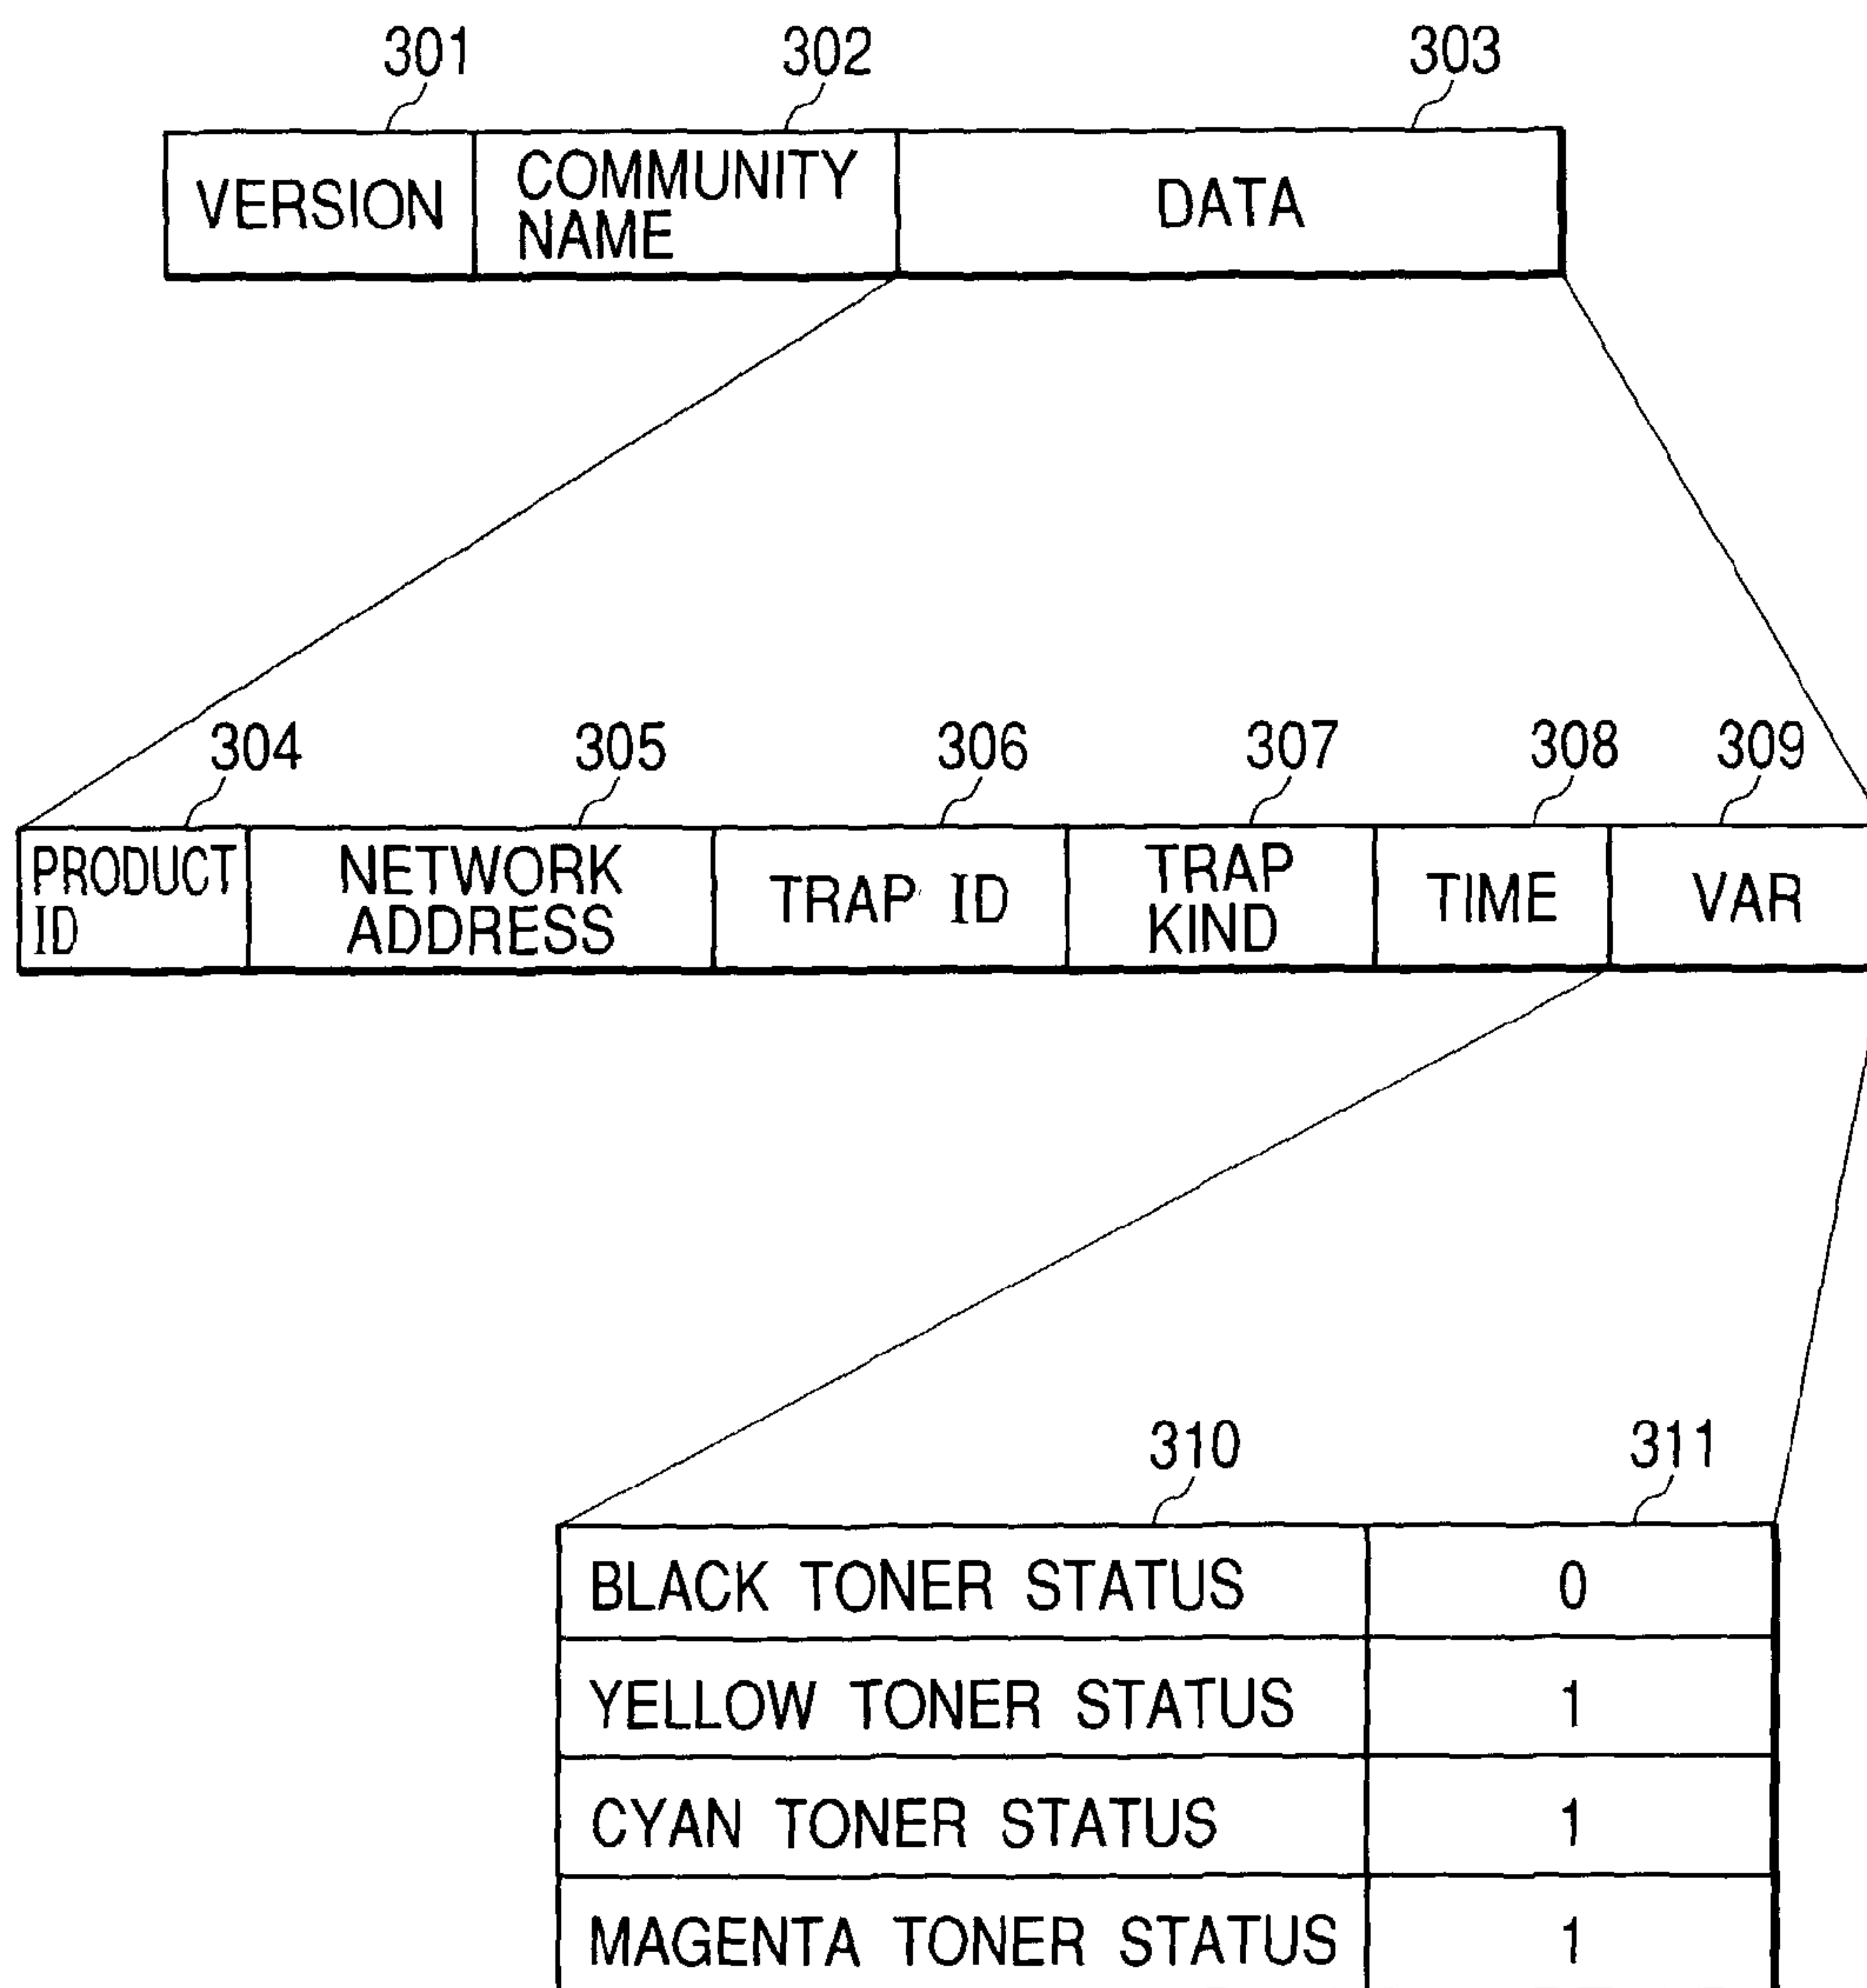 301 302 303
VERSION
COMMUNITY
NAME
DATA
304 305 306 307 308 309
PRODUCT
ID
NETWORK
ADDRESS
TRAP ID
TRAP
KIND
TIME
VAR
310 311
BLACK TONER STATUS 0
YELLOW TONER STATUS 1
CYAN TONER STATUS 1
MAGENTA TONER STATUS 1